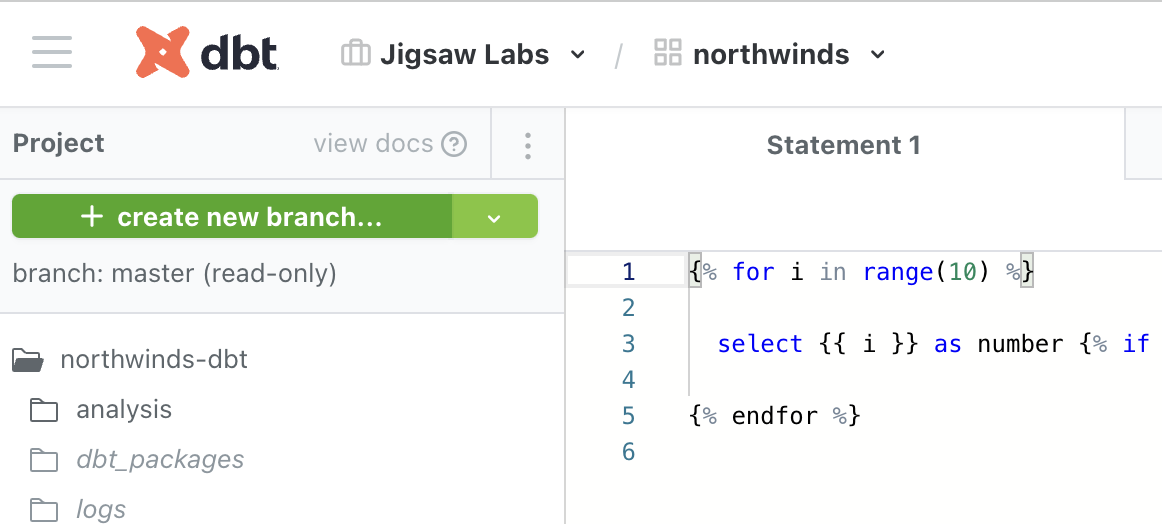 dbt Jigsaw Labs / northwinds
Project view docs ?
Statement 1
+ create new branch...
branch: master (read-only)
northwinds-dbt
analysis
dbt_packages
logs
1 {% for i in range(10) %}
2
3 select {{ i }} as number {% if
4
5 {% endfor %}
6